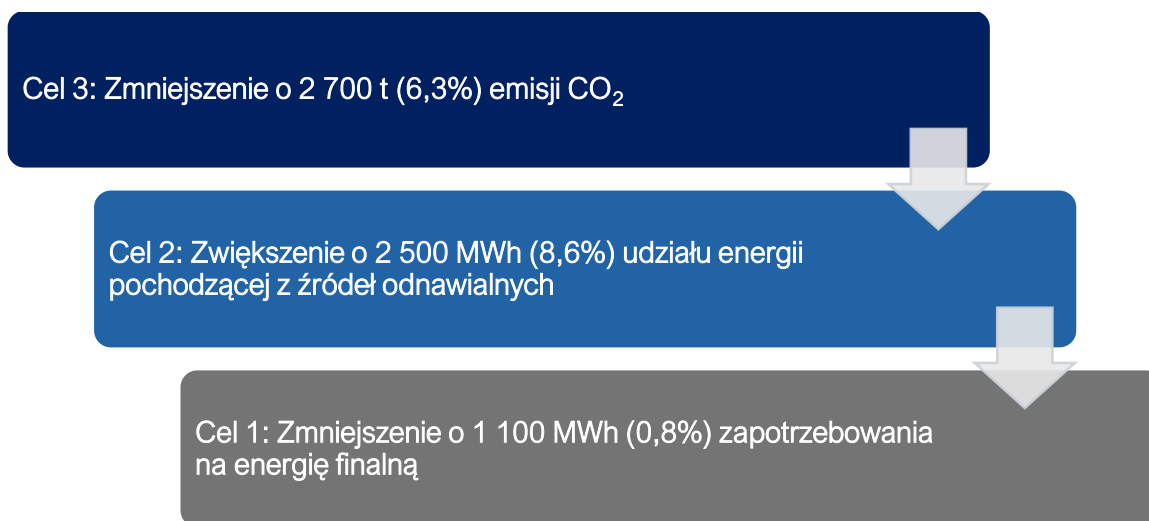 Cel 3: Zmniejszenie o 2 700 t (6,3%) emisji CO₂
Cel 2: Zwiększenie o 2 500 MWh (8,6%) udziału energii
pochodzącej z źródeł odnawialnych
Cel 1: Zmniejszenie o 1 100 MWh (0,8%) zapotrzebowania
na energię finalną